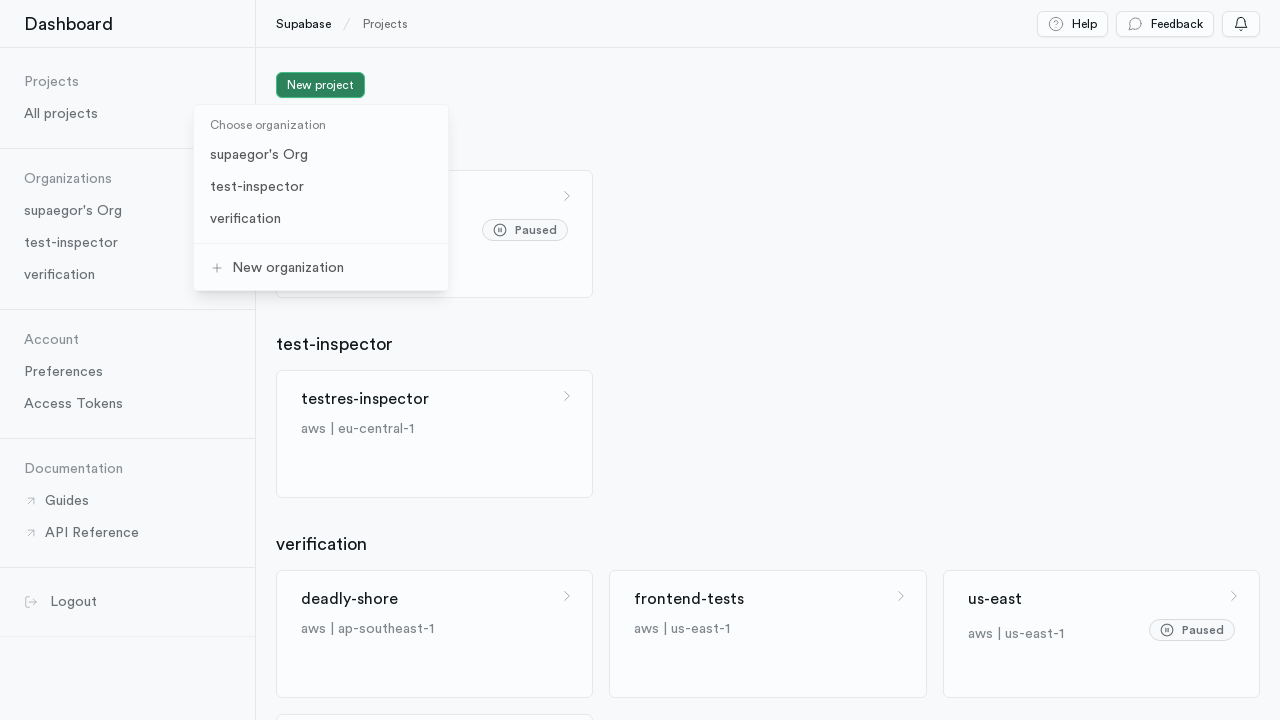 Dashboard
Supabase / Projects
Help
Feedback
Projects
All projects
Organizations
supaegor's Org
test-inspector
verification
Account
Preferences
Access Tokens
Documentation
Guides
API Reference
Logout
New project
Choose organization
supaegor's Org
test-inspector
verification
New organization
Paused
test-inspector
testres-inspector
aws | eu-central-1
verification
deadly-shore
aws | ap-southeast-1
frontend-tests
aws | us-east-1
us-east
aws | us-east-1
Paused